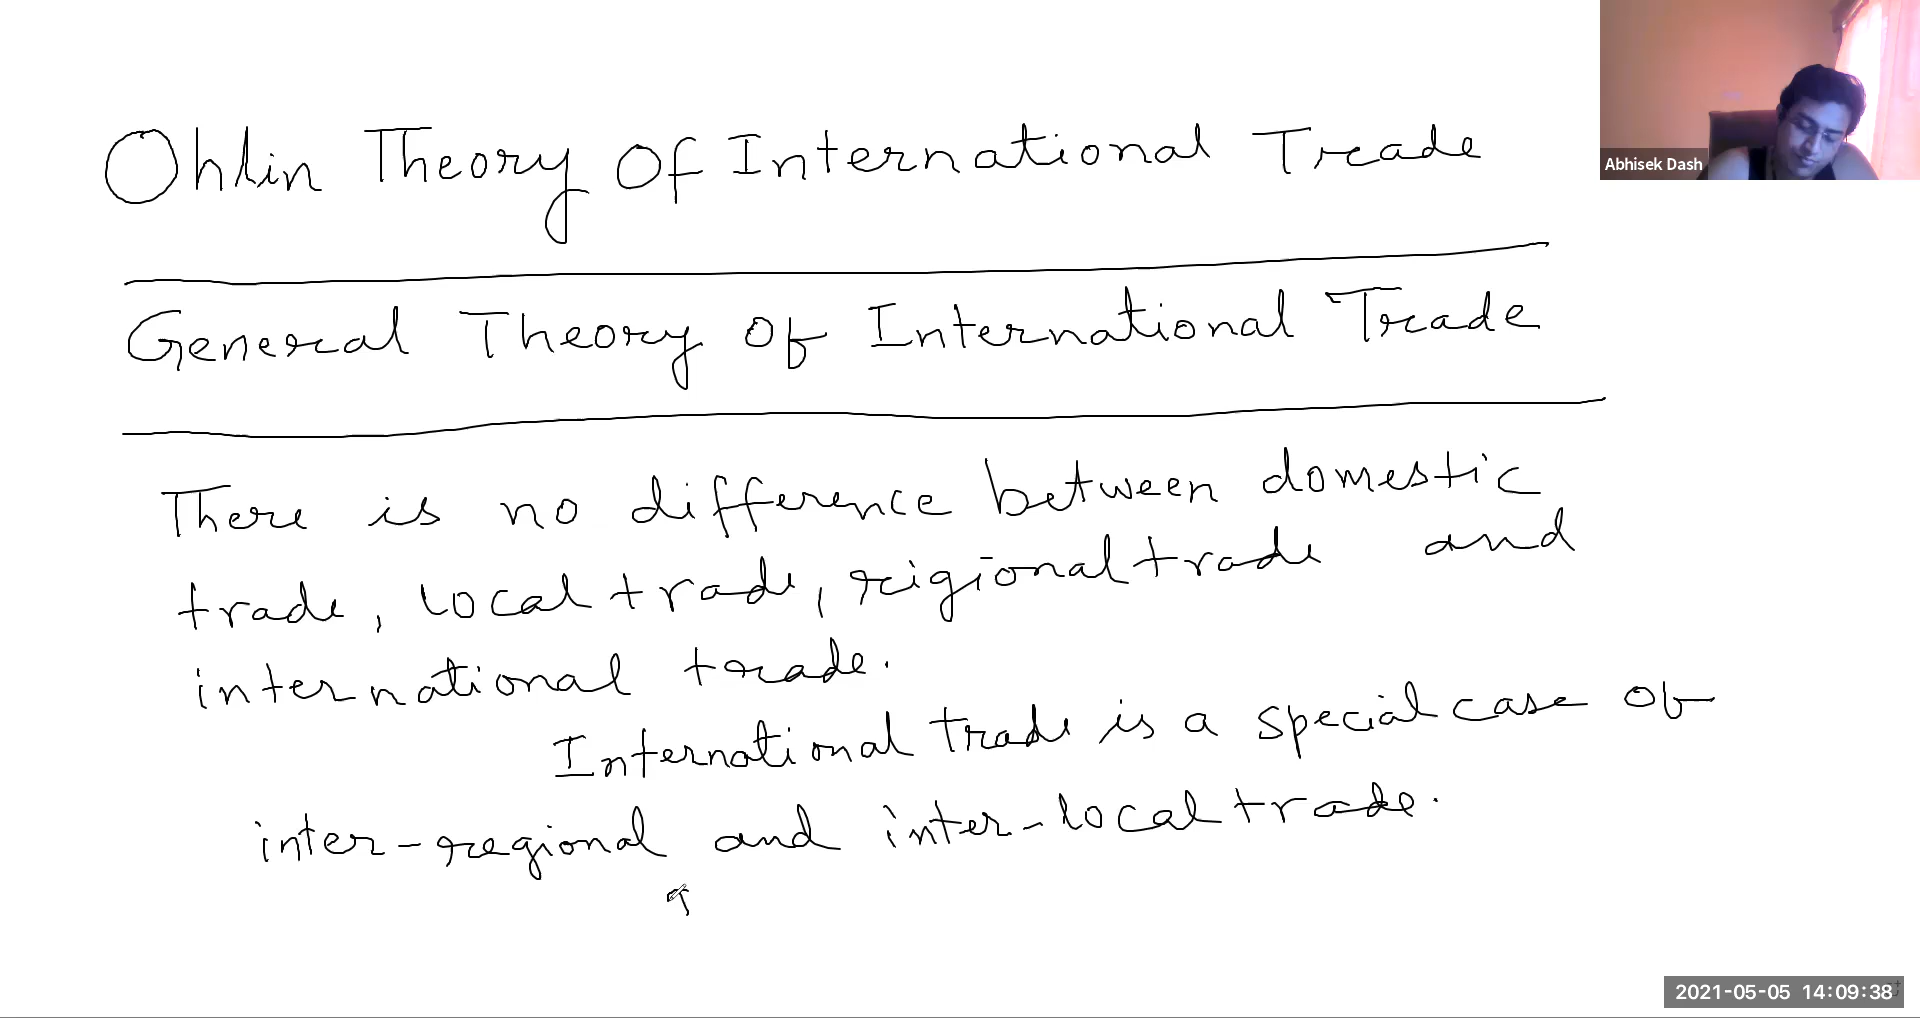 Ohlin Theory Of International Trade
Abhisek Dash
General Theory Of International Trade
There is no difference between domestic
trade, local trade, rigional trade and
international trade.
International trade is a special case of
inter-regional and inter-local trade.
2021-05-05 14:09:38